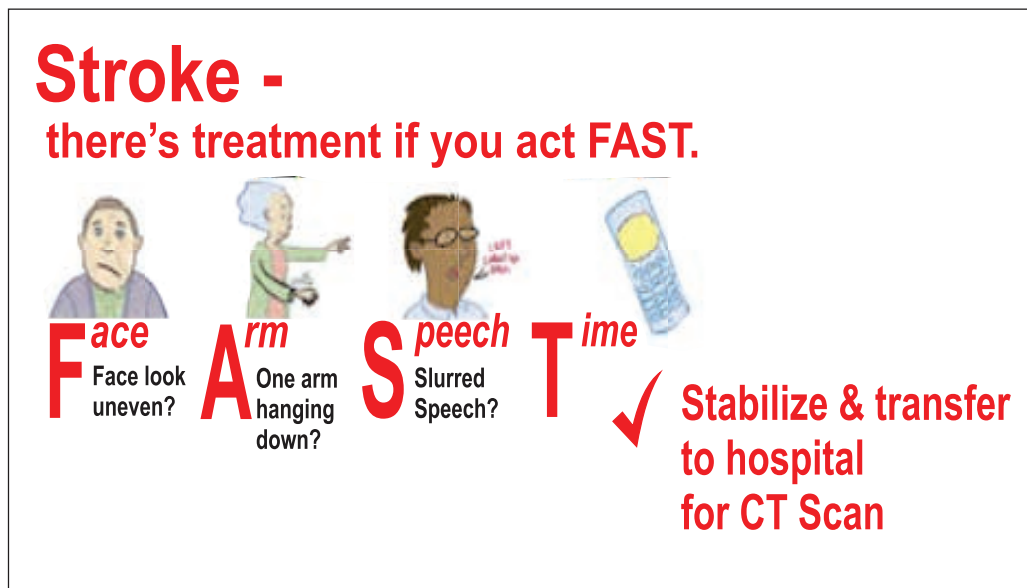 Stroke -
there's treatment if you act FAST.
Face
Face look
uneven?
Arm
One arm
hanging
down?
Speech
Slurred
Speech?
Time
Stabilize & transfer
to hospital
for CT Scan